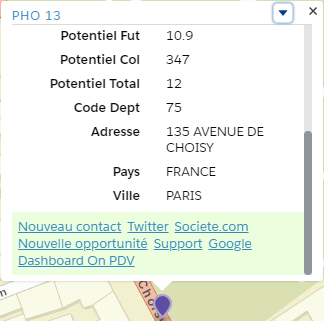 PHO 13
Potentiel Fut 10.9
Potentiel Col 347
Potentiel Total 12
Code Dept 75
Adresse 135 AVENUE DE
CHOISY
Pays FRANCE
Ville PARIS
Nouveau contact Twitter Societe.com
Nouvelle opportunité Support Google
Dashboard On PDV
Choisy